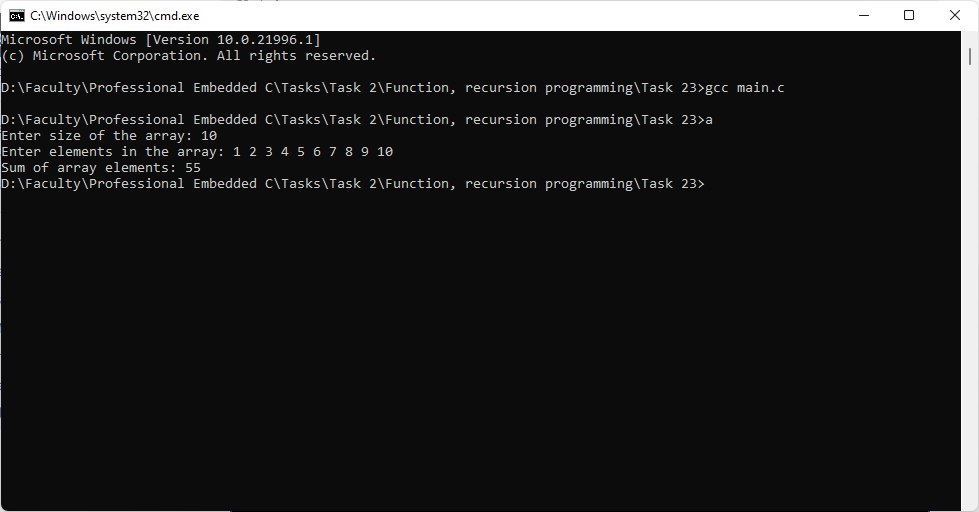 C:\Windows\system32\cmd.exe
Microsoft Windows [Version 10.0.21996.1]
(c) Microsoft Corporation. All rights reserved.
D:\Faculty\Professional Embedded C\Tasks\Task 2\Function, recursion programming\Task 23>gcc main.c
D:\Faculty\Professional Embedded C\Tasks\Task 2\Function, recursion programming\Task 23>a
Enter size of the array: 10
Enter elements in the array: 1 2 3 4 5 6 7 8 9 10
Sum of array elements: 55
D:\Faculty\Professional Embedded C\Tasks\Task 2\Function, recursion programming\Task 23>